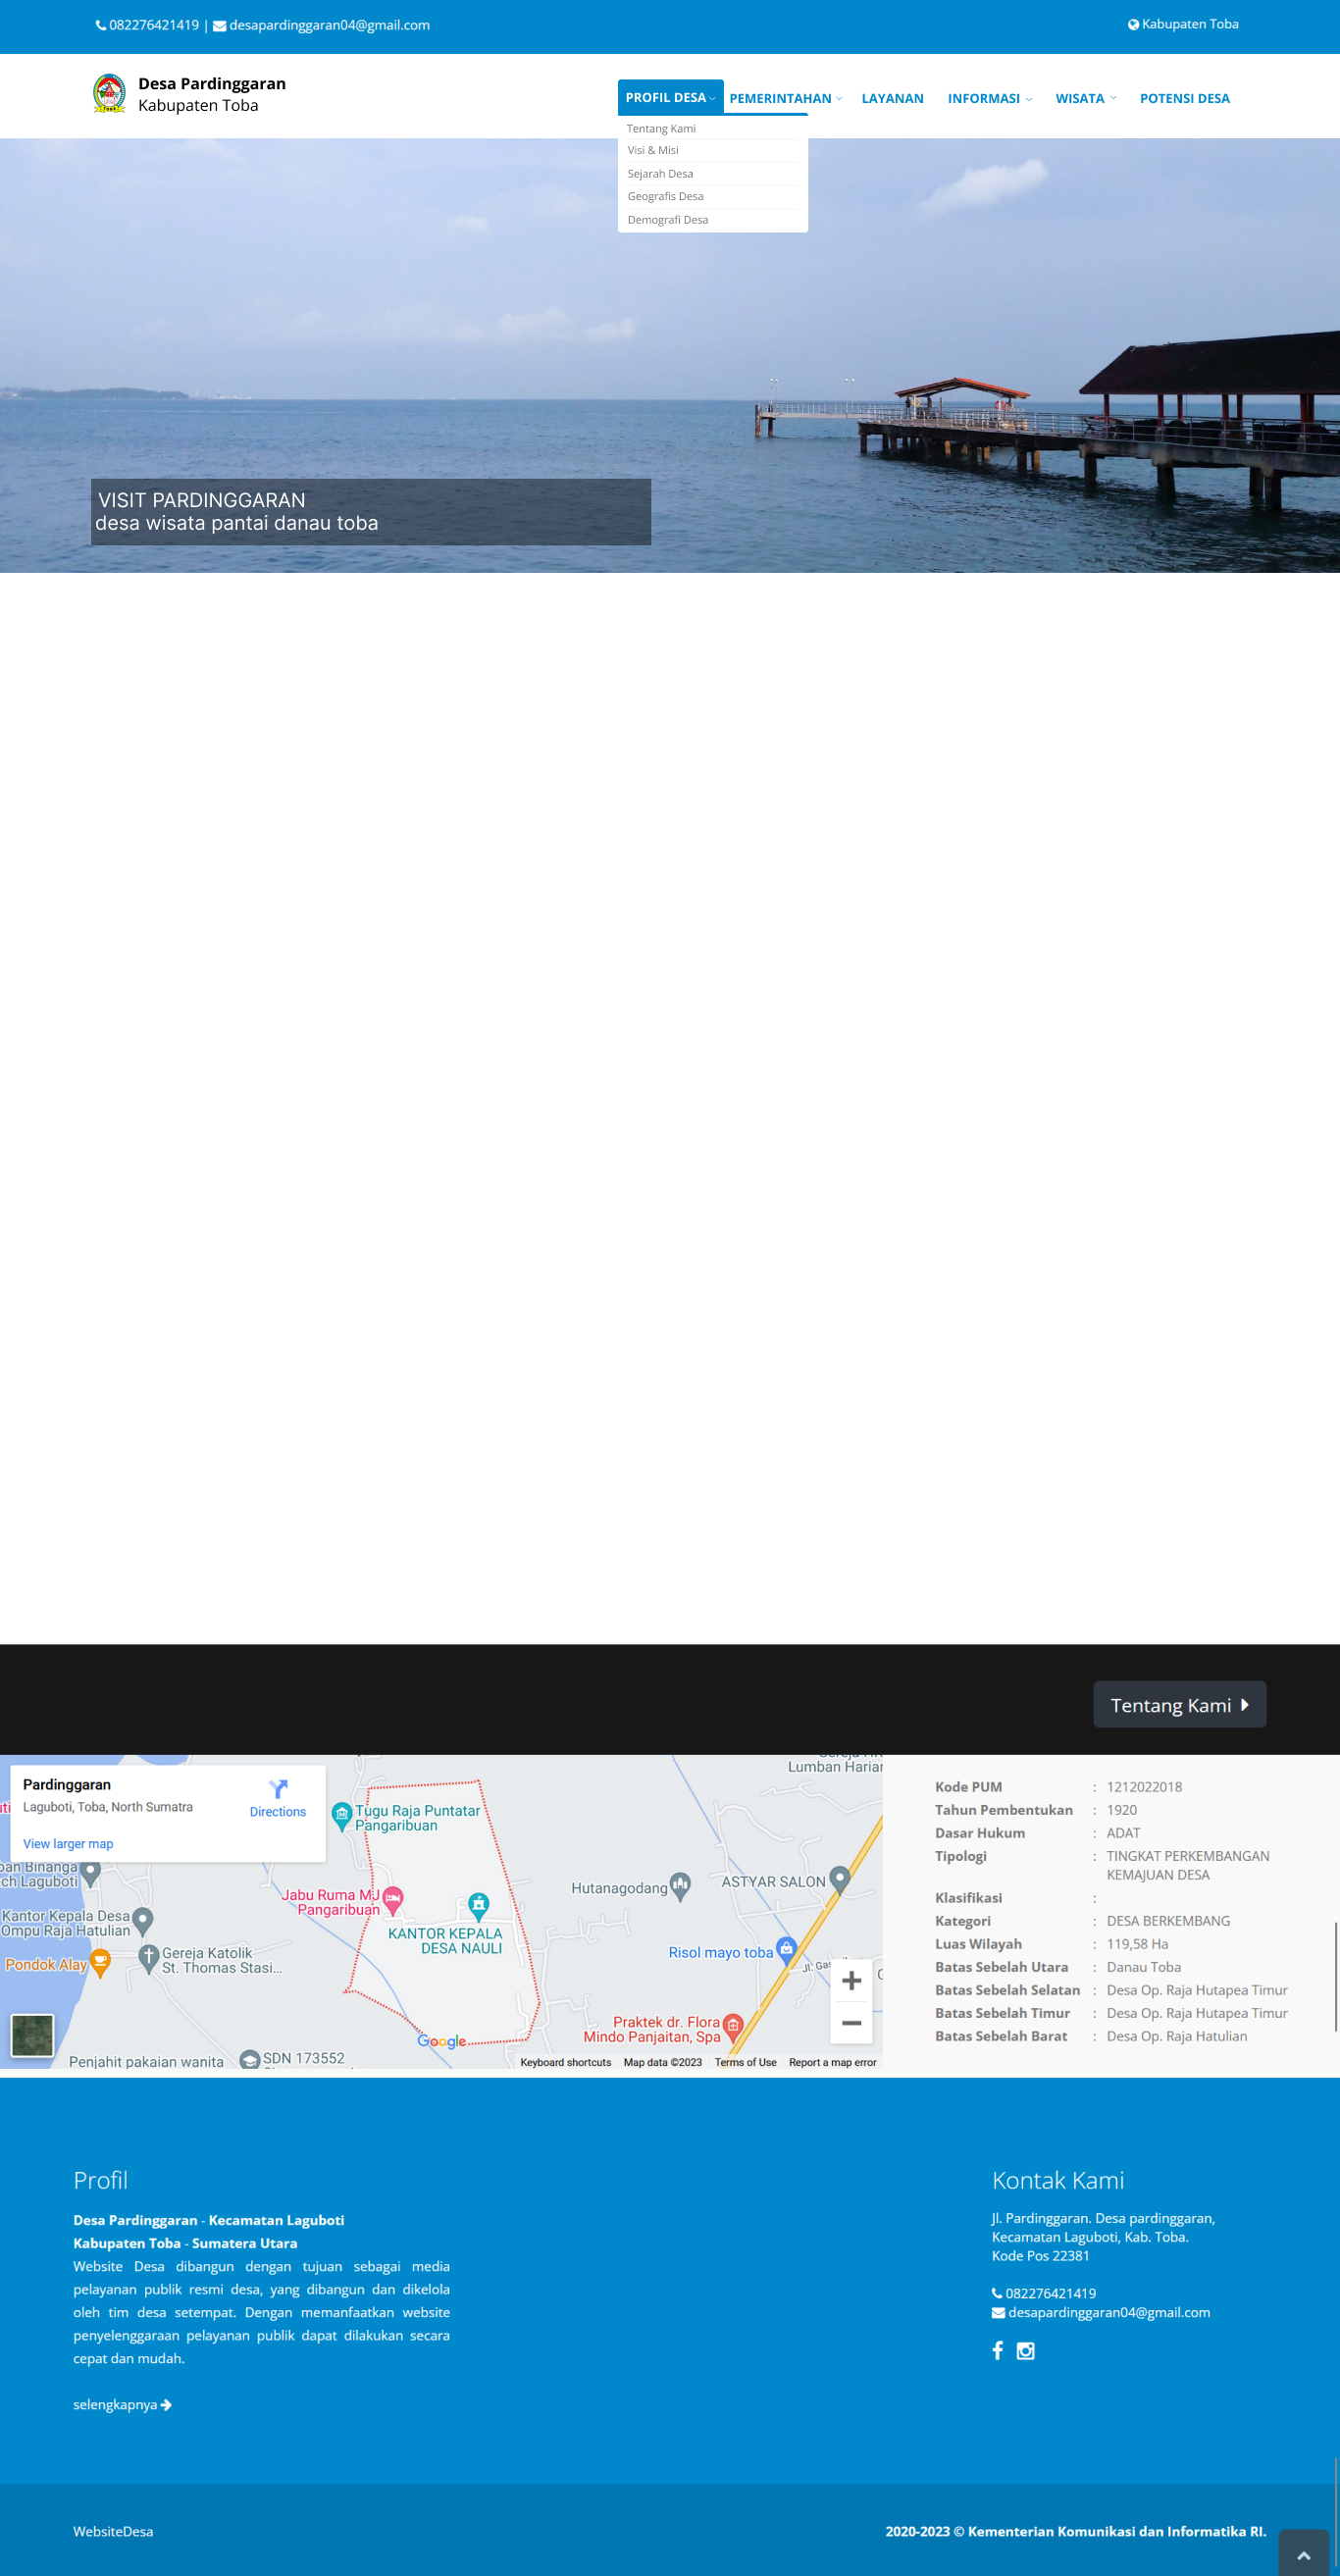 082276421419 | desapardinggaran04@gmail.com
Kabupaten Toba
Desa Pardinggaran
Kabupaten Toba
PROFIL DESA PEMERINTAHAN LAYANAN INFORMASI WISATA POTENSI DESA
Tentang Kami
Visi & Misi
Sejarah Desa
Geografis Desa
Demografi Desa
VISIT PARDINGGARAN
desa wisata pantai danau toba
Tentang Kami
Pardinggaran
Laguboti, Toba, North Sumatra
Directions
View larger map
Lumban Harian
Tugu Raja Puntatar
Pangaribuan
ch Laguboti
Jabu Ruma MJ
Pangaribuan
Hutanagodang
ASTYAR SALON
Kantor Kepala Desa
Ompu Raja Hatulian
KANTOR KEPALA
DESA NAULI
Pondok Alay
Gereja Katolik
St. Thomas Stasi...
Risol mayo toba
Praktek dr. Flora
Mindo Panjaitan, Spa
Penjahit pakaian wanita
SDN 173552
Google
Keyboard shortcuts Map data ©2023 Terms of Use Report a map error
Kode PUM : 1212022018
Tahun Pembentukan : 1920
Dasar Hukum : ADAT
Tipologi : TINGKAT PERKEMBANGAN
KEMAJUAN DESA
Klasifikasi :
Kategori : DESA BERKEMBANG
Luas Wilayah : 119,58 Ha
Batas Sebelah Utara : Danau Toba
Batas Sebelah Selatan : Desa Op. Raja Hutapea Timur
Batas Sebelah Timur : Desa Op. Raja Hutapea Timur
Batas Sebelah Barat : Desa Op. Raja Hatulian
Profil
Desa Pardinggaran - Kecamatan Laguboti
Kabupaten Toba - Sumatera Utara
Website Desa dibangun dengan tujuan sebagai media
pelayanan publik resmi desa, yang dibangun dan dikelola
oleh tim desa setempat. Dengan memanfaatkan website
penyelenggaraan pelayanan publik dapat dilakukan secara
cepat dan mudah.
selengkapnya
Kontak Kami
Jl. Pardinggaran. Desa pardinggaran,
Kecamatan Laguboti, Kab. Toba.
Kode Pos 22381
082276421419
desapardinggaran04@gmail.com
WebsiteDesa
2020-2023 © Kementerian Komunikasi dan Informatika RI.